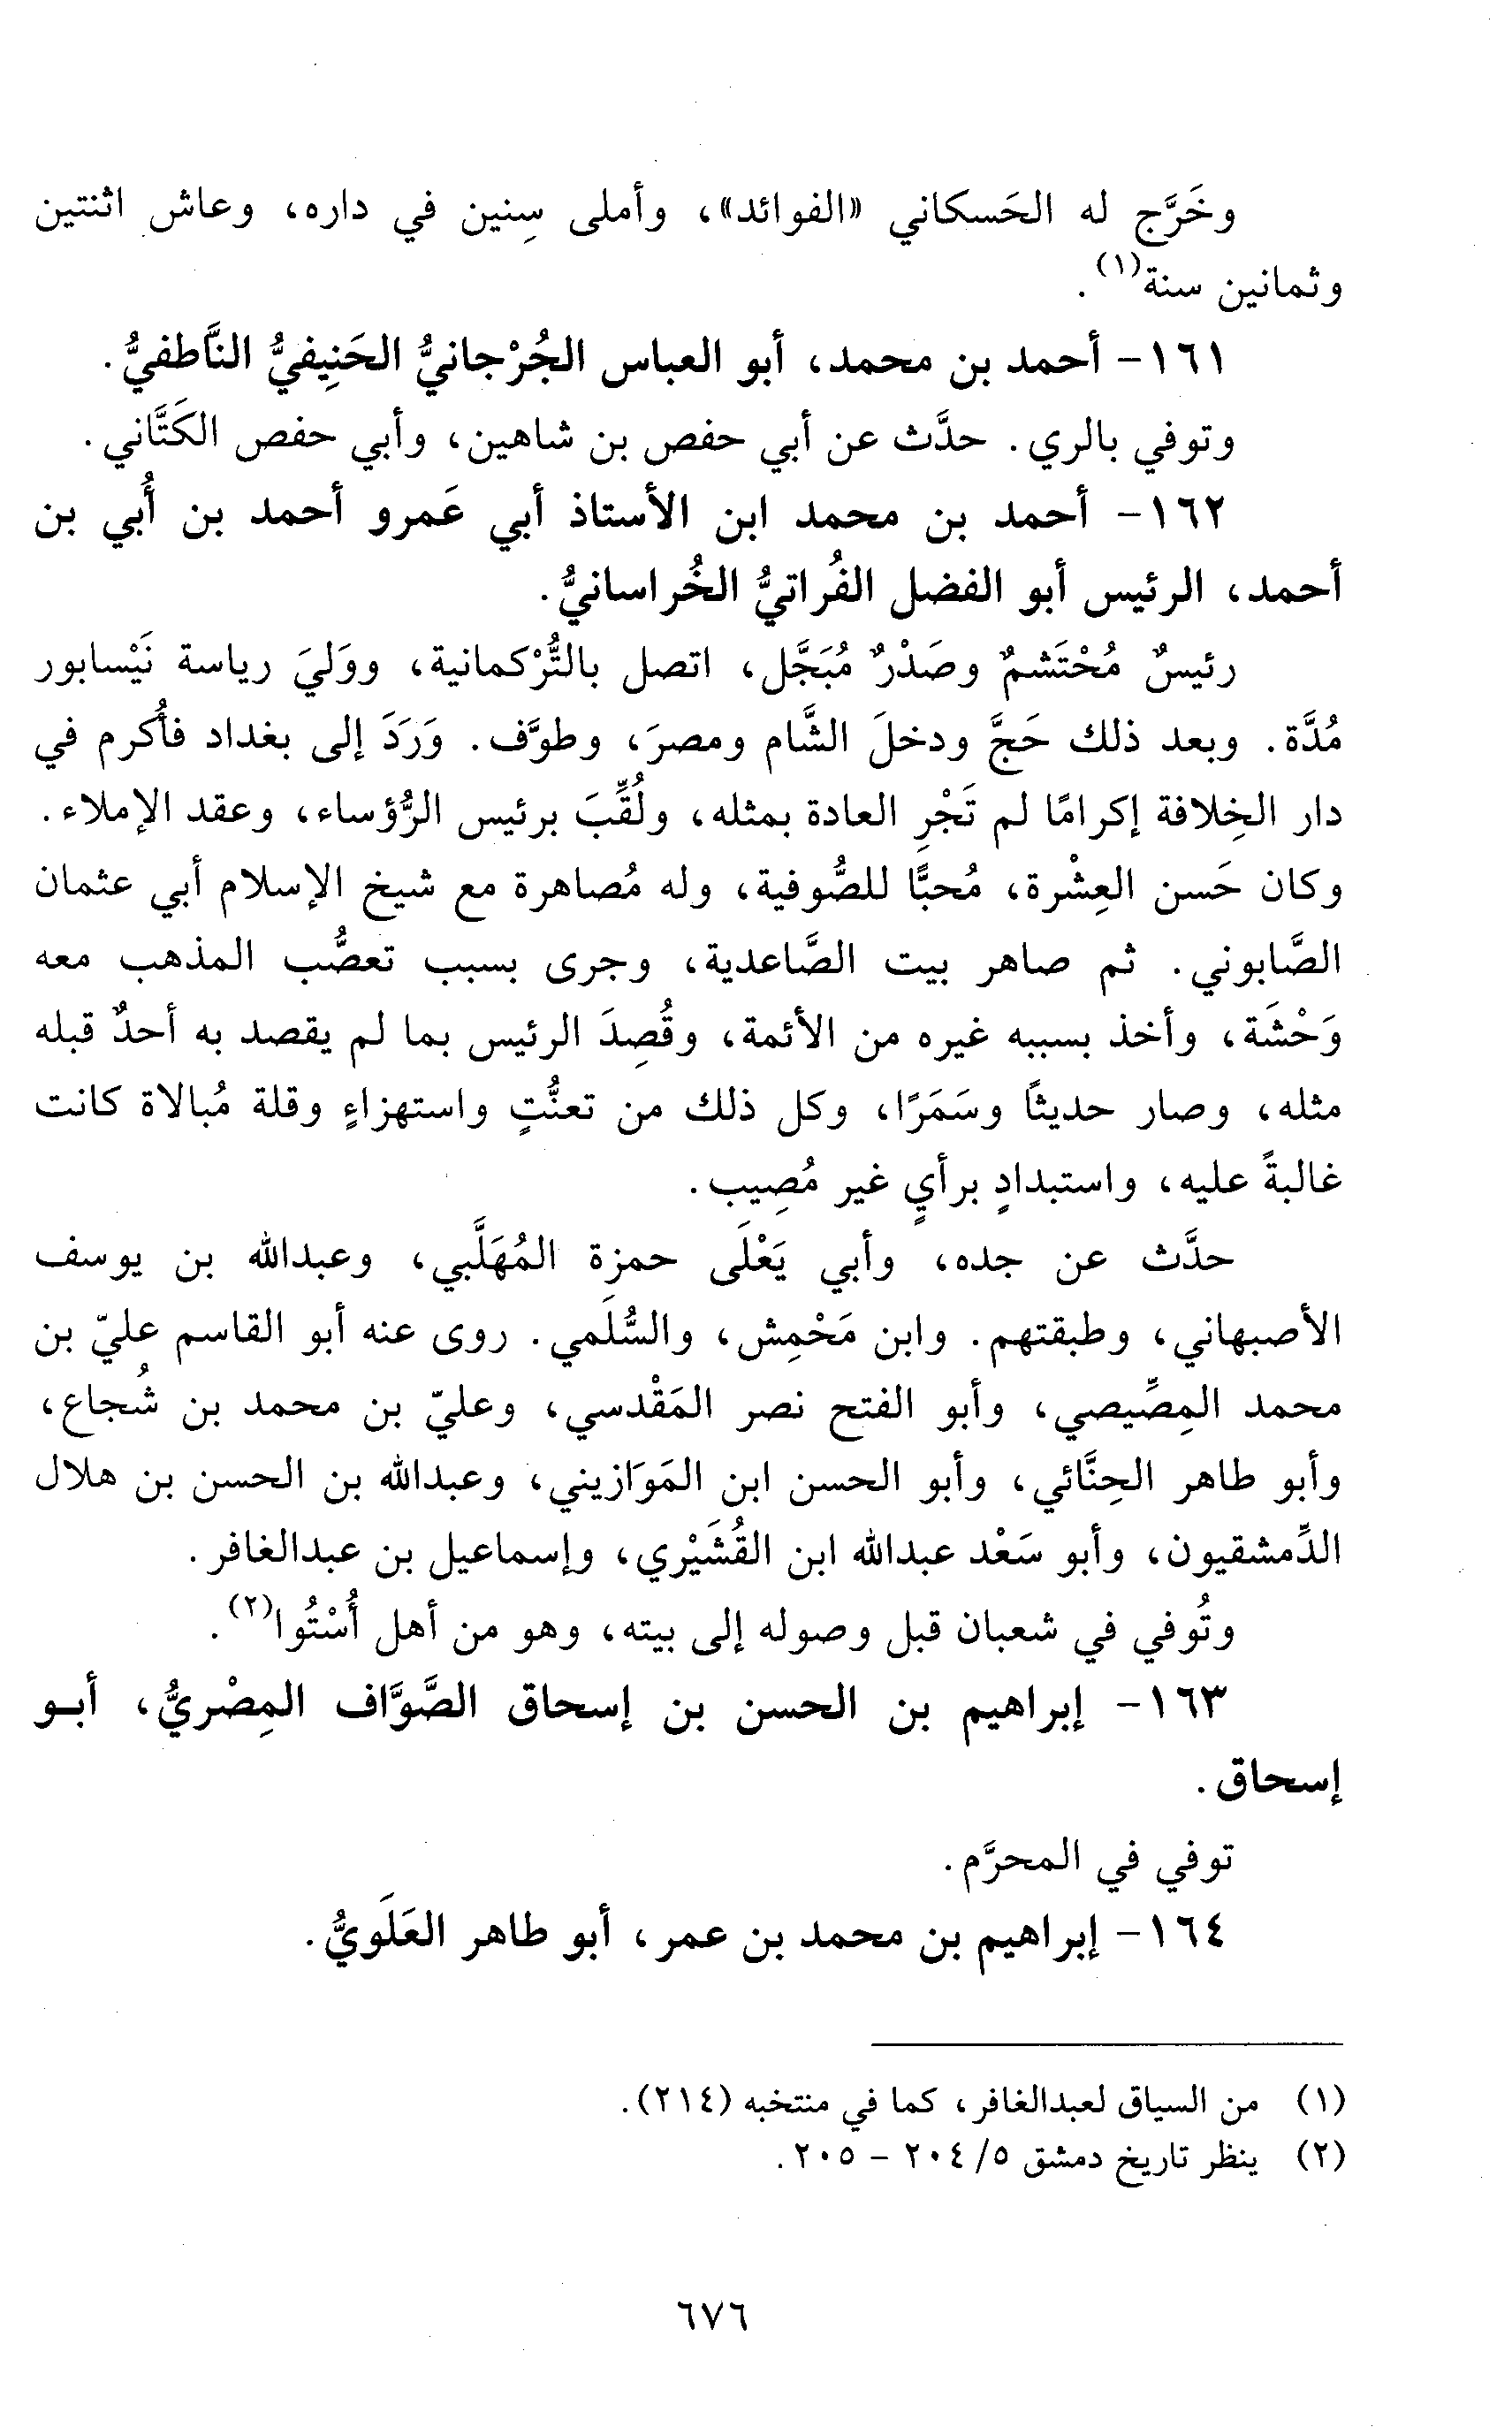 وخَرَّج له الحَسكاني «الفوائد»، وأملى سِنين في داره، وعاش اثنتين
وثمانين سنة(١).
١٦١- أحمد بن محمد، أبو العباس الجُرْجانيُّ الحَنِيفيُّ النَّاطفيُّ.
وتوفي بالري. حدَّث عن أبي حفص بن شاهين، وأبي حفص الكَتَّاني.
١٦٢- أحمد بن محمد ابن الأستاذ أبي عَمرو أحمد بن أُبي بن
أحمد، الرئيس أبو الفضل الفُراتيُّ الخُراسانيُّ.
رئيسٌ مُحْتَشمٌ وصَدْرٌ مُبَجَّل، اتصل بالتُّرْكمانية، ووَليَ رياسة نَيْسابور
مُدَّة. وبعد ذلك حَجَّ ودخلَ الشَّام ومصرَ، وطوَّف. وَرَدَ إلى بغداد فأُكرم في
دار الخِلافة إكرامًا لم تَجْرِ العادة بمثله، ولُقِّبَ برئيس الرُّؤساء، وعقد الإملاء.
وكان حَسن العِشْرة، مُحبًّا للصُّوفية، وله مُصاهرة مع شيخ الإسلام أبي عثمان
الصَّابوني. ثم صاهر بيت الصَّاعدية، وجرى بسبب تعصُّب المذهب معه
وَحْشَة، وأخذ بسببه غيره من الأئمة، وقُصِدَ الرئيس بما لم يقصد به أحدٌ قبله
مثله، وصار حديثًا وسَمَرًا، وكل ذلك من تعنُّتٍ واستهزاءٍ وقلة مُبالاة كانت
غالبةً عليه، واستبدادٍ برأيٍ غير مُصِيب.
حدَّث عن جده، وأبي يَعْلَى حمزة المُهَلَّبي، وعبدالله بن يوسف
الأصبهاني، وطبقتهم. وابن مَحْمِش، والسُّلَمي. روى عنه أبو القاسم عليّ بن
محمد المِصِّيصي، وأبو الفتح نصر المَقْدسي، وعليّ بن محمد بن شُجاع،
وأبو طاهر الحِنَّائي، وأبو الحسن ابن المَوَازيني، وعبدالله بن الحسن بن هلال
الدِّمشقيون، وأبو سَعْد عبدالله ابن القُشَيْري، وإسماعيل بن عبدالغافر.
وتُوفي في شعبان قبل وصوله إلى بيته، وهو من أهل أُسْتُوا(٢).
١٦٣- إبراهيم بن الحسن بن إسحاق الصَّوَّاف المِصْريُّ، أبو
إسحاق.
توفي في المحرَّم.
١٦٤- إبراهيم بن محمد بن عمر، أبو طاهر العَلَويُّ.
(١) من السياق لعبدالغافر، كما في منتخبه (٢١٤).
(٢) ينظر تاريخ دمشق ٥/ ٢٠٤ - ٢٠٥.
٦٧٦